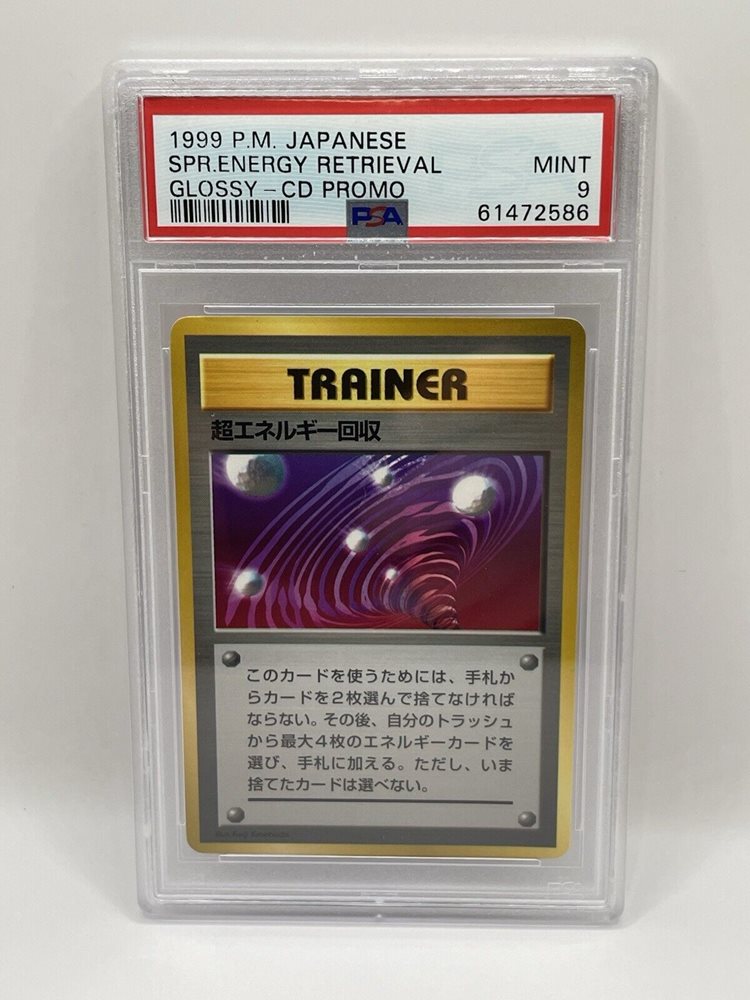 1999 P.M. JAPANESE
SPR.ENERGY RETRIEVAL MINT
GLOSSY-CD PROMO 9
PSA 61472586
TRAINER
超エネルギー回収
このカードを使うためには、手札か
らカードを2枚選んで捨てなければ
ならない。その後、自分のトラッシュ
から最大4枚のエネルギーカードを
選び、手札に加える。ただし、いま
捨てたカードは選べない。